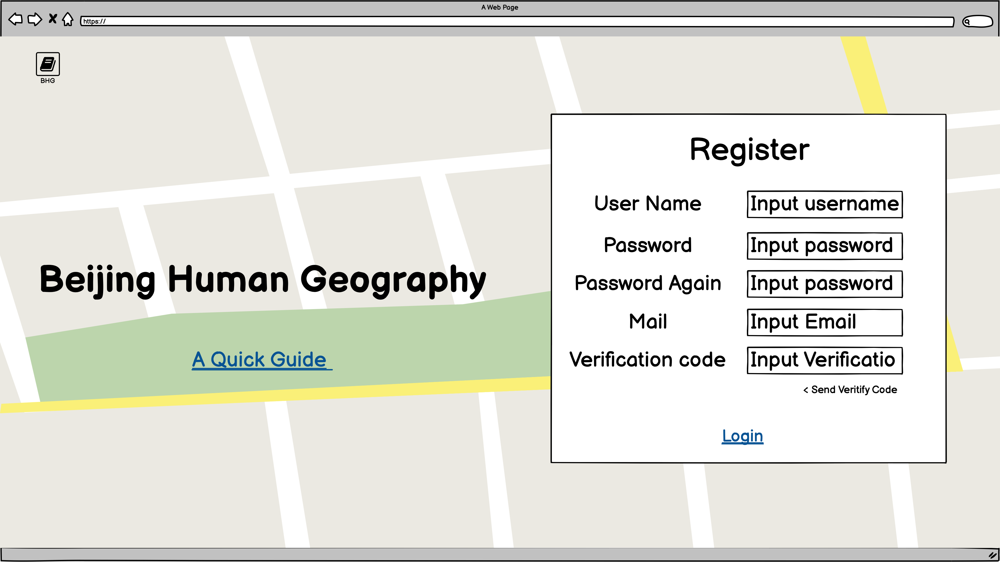 A Web Page
https://
BHG
Register
User Name
Input username
Password
Input password
Password Again
Input password
Mail
Input Email
Verification code
Input Verificatio
< Send Veritify Code
Login
Beijing Human Geography
A Quick Guide